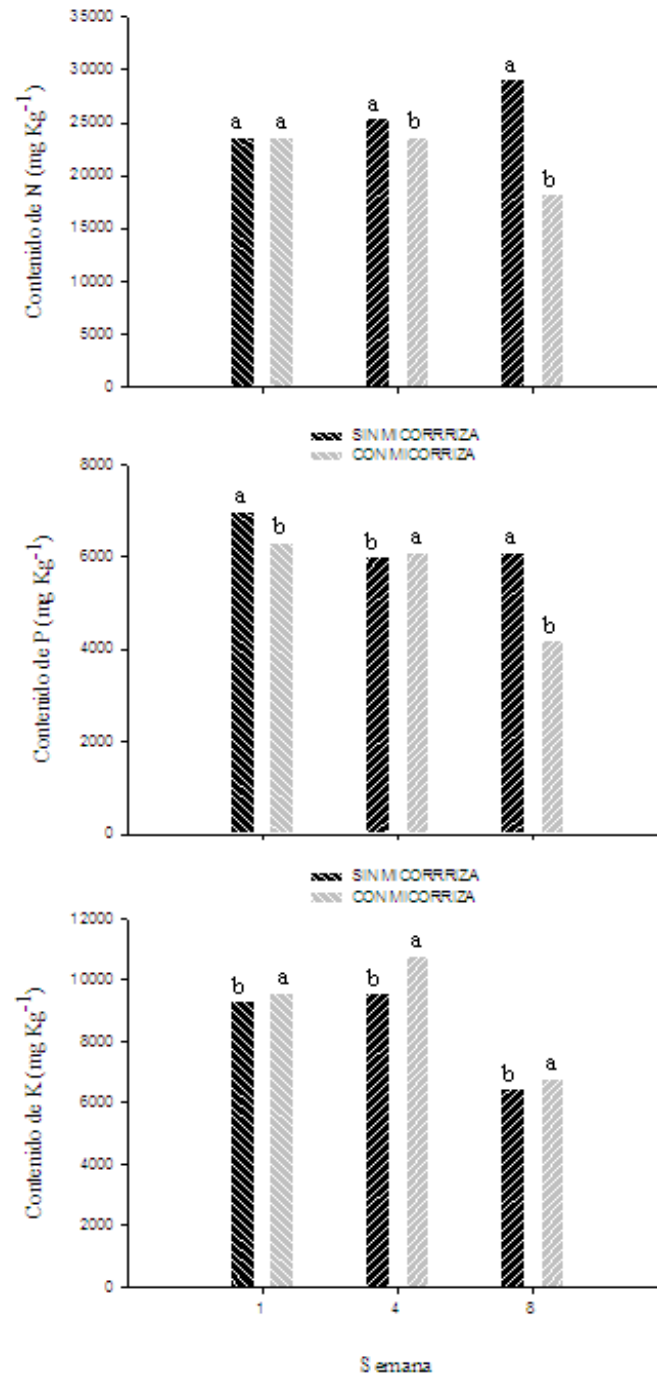 35000
30000
25000
20000
15000
10000
5000
0
Contenido de N (mg Kg-1)
a a a b a b
SIN MICORRRIZA
CON MICORRIZA
8000
6000
4000
2000
0
Contenido de P (mg Kg-1)
a b b a a b
SIN MICORRRIZA
CON MICORRIZA
12000
10000
8000
6000
4000
2000
0
Contenido de K (mg Kg-1)
b a b a b a
1 4 8
Semana